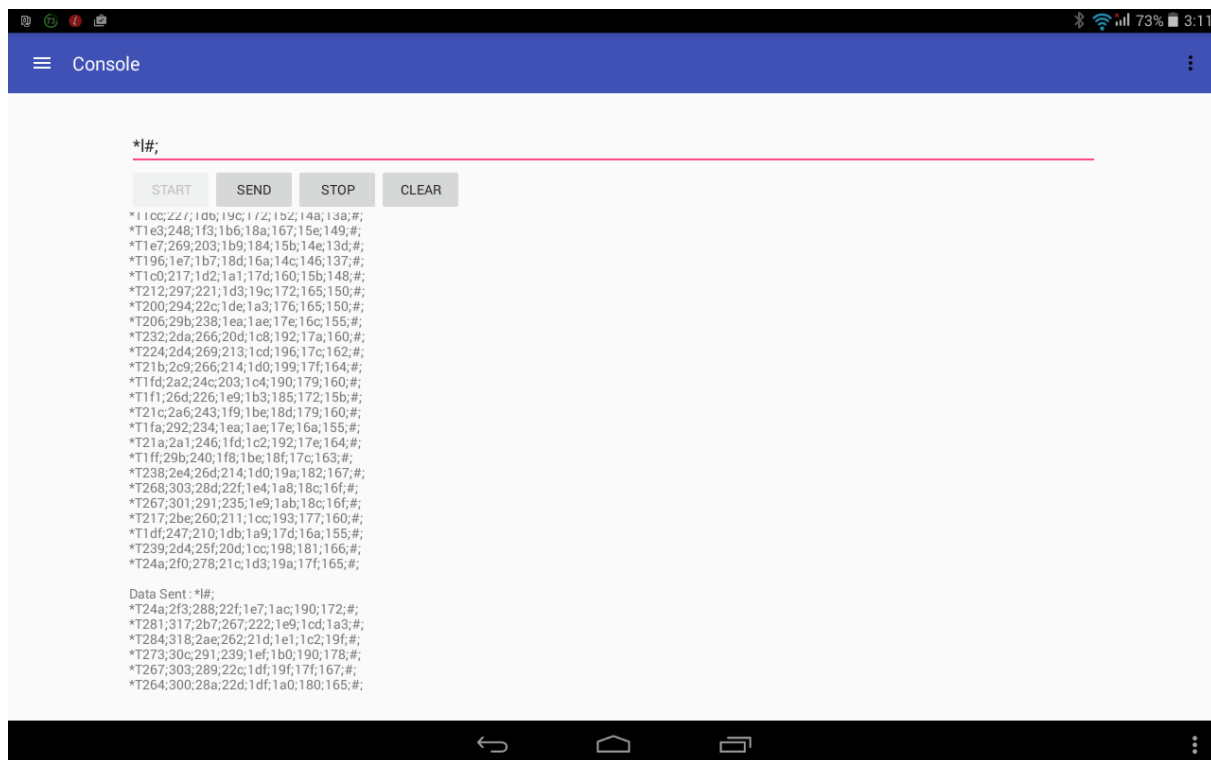 73% 3:11
Console
*l#;
START SEND STOP CLEAR
*T1cc;227;1d6;19c;172;152;14a;13a;#;
*T1e3;248;1f3;1b6;18a;167;15e;149;#;
*T1e7;269;203;1b9;184;15b;14e;13d;#;
*T196;1e7;1b7;18d;16a;14c;146;137;#;
*T1c0;217;1d2;1a1;17d;160;15b;148;#;
*T212;297;221;1d3;19c;172;165;150;#;
*T200;294;22c;1de;1a3;176;165;150;#;
*T206;29b;238;1ea;1ae;17e;16c;155;#;
*T232;2da;266;20d;1c8;192;17a;160;#;
*T224;2d4;269;213;1cd;196;17c;162;#;
*T21b;2c9;266;214;1d0;199;17f;164;#;
*T1fd;2a2;24c;203;1c4;190;179;160;#;
*T1f1;26d;226;1e9;1b3;185;172;15b;#;
*T21c;2a6;243;1f9;1be;18d;179;160;#;
*T1fa;292;234;1ea;1ae;17e;16a;155;#;
*T21a;2a1;246;1fd;1c2;192;17e;164;#;
*T1ff;29b;240;1f8;1be;18f;17c;163;#;
*T238;2e4;26d;214;1d0;19a;182;167;#;
*T268;303;28d;22f;1e4;1a8;18c;16f;#;
*T267;301;291;235;1e9;1ab;18c;16f;#;
*T217;2be;260;211;1cc;193;177;160;#;
*T1df;247;210;1db;1a9;17d;16a;155;#;
*T239;2d4;25f;20d;1cc;198;181;166;#;
*T24a;2f0;278;21c;1d3;19a;17f;165;#;
Data Sent : *l#;
*T24a;2f3;288;22f;1e7;1ac;190;172;#;
*T281;317;2b7;267;222;1e9;1cd;1a3;#;
*T284;318;2ae;262;21d;1e1;1c2;19f;#;
*T273;30c;291;239;1ef;1b0;190;178;#;
*T267;303;289;22c;1df;19f;17f;167;#;
*T264;300;28a;22d;1df;1a0;180;165;#;